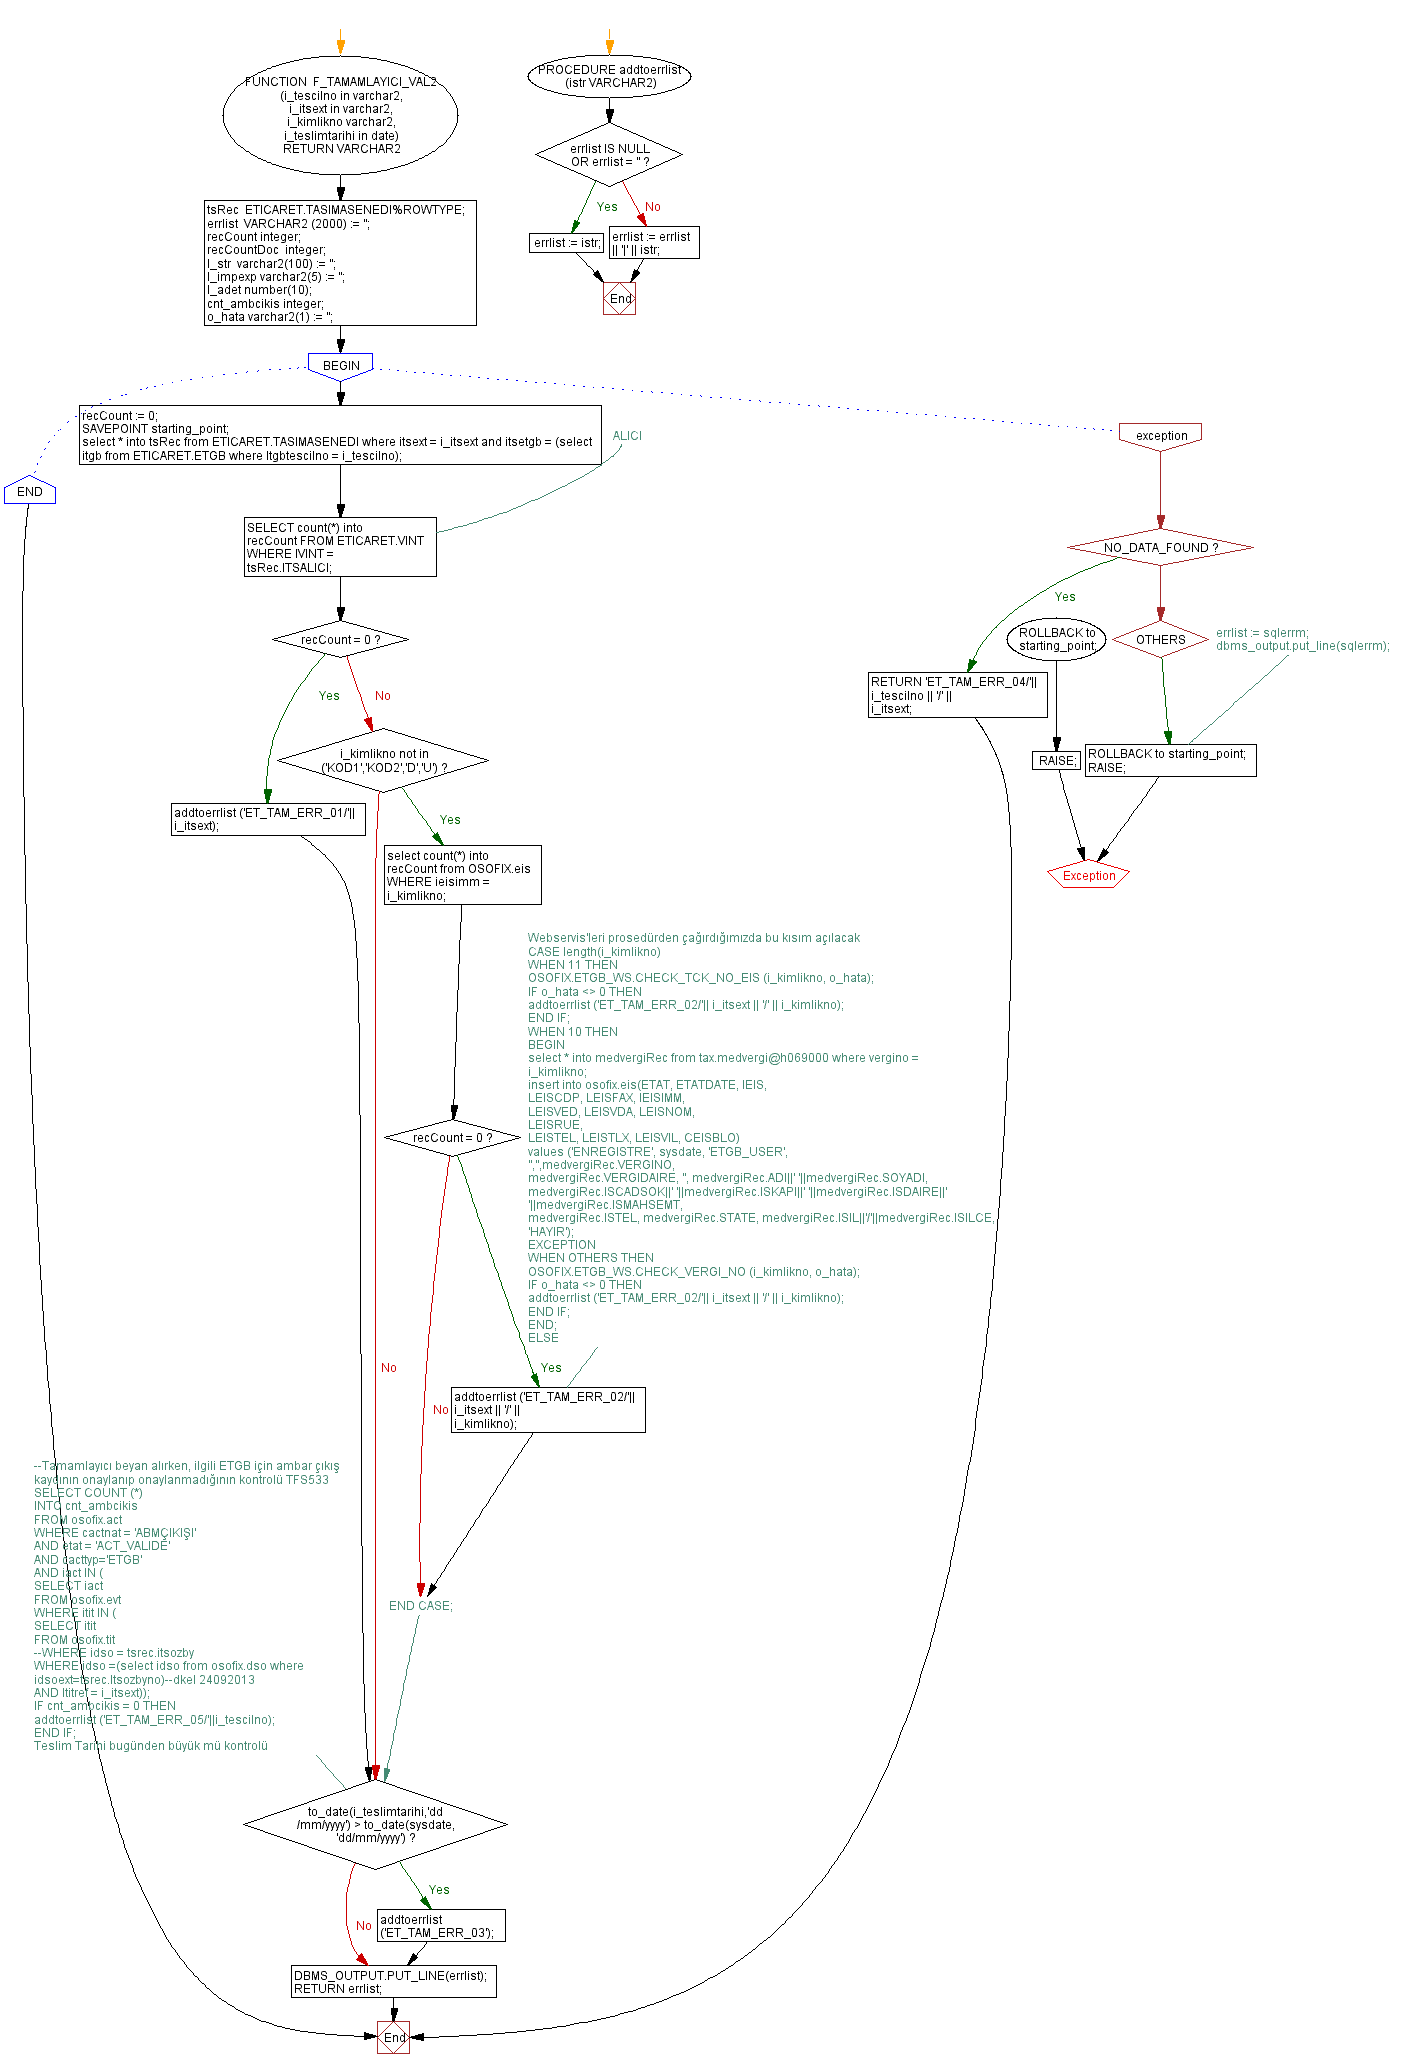 FUNCTION  F_TAMAMLAYICI_VAL2
(i_tescilno in varchar2,
i_itsext in varchar2,
i_kimlikno varchar2,
i_teslimtarihi in date)
RETURN VARCHAR2
PROCEDURE addtoerrlist
(istr VARCHAR2)
errlist IS NULL
OR errlist = '' ?
Yes
No
errlist := istr;
errlist := errlist
|| '|' || istr;
End
tsRec  ETICARET.TASIMASENEDI%ROWTYPE;
errlist  VARCHAR2 (2000) := '';
recCount integer;
recCountDoc  integer;
l_str  varchar2(100) := '';
l_impexp varchar2(5) := '';
l_adet number(10);
cnt_ambcikis integer;
o_hata varchar2(1) := '';
BEGIN
recCount := 0;
SAVEPOINT starting_point;
select * into tsRec from ETICARET.TASIMASENEDI where itsext = i_itsext and itsetgb = (select
itgb from ETICARET.ETGB where ltgbtescilno = i_tescilno);
ALICI
exception
END
SELECT count(*) into
recCount FROM ETICARET.VINT
WHERE IVINT =
tsRec.ITSALICI;
NO_DATA_FOUND ?
Yes
recCount = 0 ?
ROLLBACK to
starting_point;
OTHERS
errlist := sqlerrm;
dbms_output.put_line(sqlerrm);
Yes
No
RETURN 'ET_TAM_ERR_04/'||
i_tescilno || '/' ||
i_itsext;
i_kimlikno not in
('KOD1','KOD2','D','U') ?
RAISE;
ROLLBACK to starting_point;
RAISE;
addtoerrlist ('ET_TAM_ERR_01/'||
i_itsext);
Yes
select count(*) into
recCount from OSOFIX.eis
WHERE ieisimm =
i_kimlikno;
Exception
Webservis'leri prosedürden çağırdığımızda bu kısım açılacak
CASE length(i_kimlikno)
WHEN 11 THEN
OSOFIX.ETGB_WS.CHECK_TCK_NO_EIS (i_kimlikno, o_hata);
IF o_hata <> 0 THEN
addtoerrlist ('ET_TAM_ERR_02/'|| i_itsext || '/' || i_kimlikno);
END IF;
WHEN 10 THEN
BEGIN
select * into medvergiRec from tax.medvergi@h069000 where vergino =
i_kimlikno;
insert into osofix.eis(ETAT, ETATDATE, IEIS,
LEISCDP, LEISFAX, IEISIMM,
LEISVED, LEISVDA, LEISNOM,
LEISRUE,
LEISTEL, LEISTLX, LEISVIL, CEISBLO)
values ('ENREGISTRE', sysdate, 'ETGB_USER',
'','',medvergiRec.VERGINO,
medvergiRec.VERGIDAIRE, '', medvergiRec.ADI||' '||medvergiRec.SOYADI,
medvergiRec.ISCADSOK||' '||medvergiRec.ISKAPI||' '||medvergiRec.ISDAIRE||'
'||medvergiRec.ISMAHSEMT,
medvergiRec.ISTEL, medvergiRec.STATE, medvergiRec.ISIL||'/'||medvergiRec.ISILCE,
'HAYIR');
EXCEPTION
WHEN OTHERS THEN
OSOFIX.ETGB_WS.CHECK_VERGI_NO (i_kimlikno, o_hata);
IF o_hata <> 0 THEN
addtoerrlist ('ET_TAM_ERR_02/'|| i_itsext || '/' || i_kimlikno);
END IF;
END;
ELSE
recCount = 0 ?
No
Yes
No
addtoerrlist ('ET_TAM_ERR_02/'||
i_itsext || '/' ||
i_kimlikno);
--Tamamlayıcı beyan alırken, ilgili ETGB için ambar çıkış
kaydının onaylanıp onaylanmadığının kontrolü TFS533
SELECT COUNT (*)
INTO cnt_ambcikis
FROM osofix.act
WHERE cactnat = 'ABMÇIKIŞI'
AND etat = 'ACT_VALIDE'
AND cacttyp='ETGB'
AND iact IN (
SELECT iact
FROM osofix.evt
WHERE itit IN (
SELECT itit
FROM osofix.tit
--WHERE idso = tsrec.itsozby
WHERE idso =(select idso from osofix.dso where
idsoext=tsrec.Itsozbyno)--dkel 24092013
AND ltitref = i_itsext));
IF cnt_ambcikis = 0 THEN
addtoerrlist ('ET_TAM_ERR_05/'||i_tescilno);
END IF;
Teslim Tarihi bugünden büyük mü kontrolü
END CASE;
to_date(i_teslimtarihi,'dd
/mm/yyyy') > to_date(sysdate,
'dd/mm/yyyy') ?
Yes
No
addtoerrlist
('ET_TAM_ERR_03');
DBMS_OUTPUT.PUT_LINE(errlist);
RETURN errlist;
End